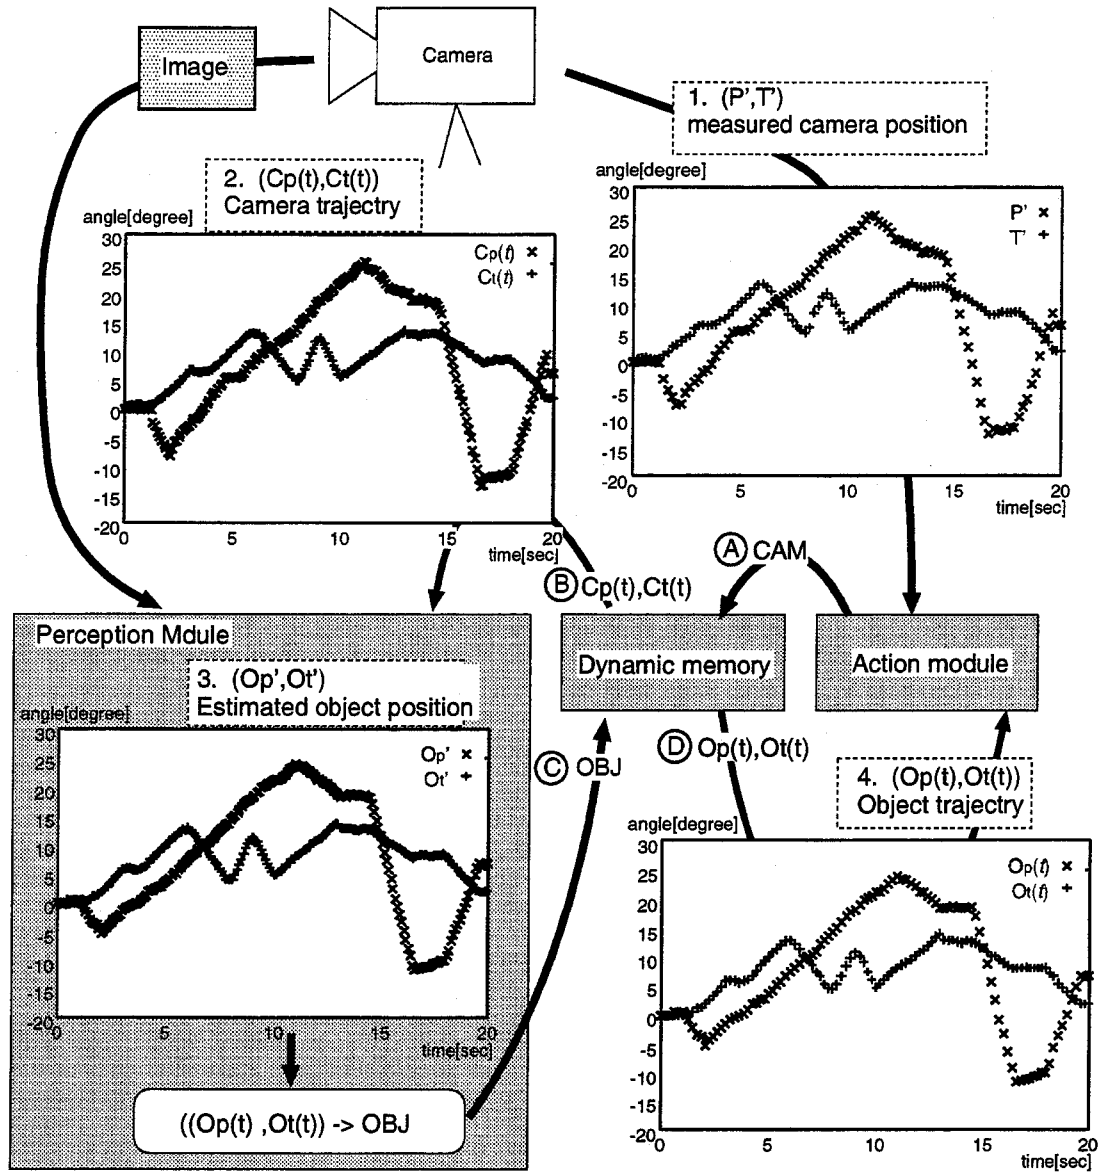 Image
Camera
1. (P',T')
measured camera position
angle[degree]
30
25
20
15
10
5
0
-5
-10
-15
-20
P'
T'
0 5 10 15 20
time[sec]
2. (Cp(t),Ct(t))
Camera trajectry
angle[degree]
30
25
20
15
10
5
0
-5
-10
-15
-20
Cp(t)
Ct(t)
0 5 10 15 20
time[sec]
A CAM
B Cp(t),Ct(t)
Perception Mdule
Dynamic memory
Action module
3. (Op',Ot')
Estimated object position
angle[degree]
30
25
20
15
10
5
0
-5
-10
-15
-20
Op'
Ot'
0 5 10 15 20
time[sec]
C OBJ
D Op(t),Ot(t)
4. (Op(t),Ot(t))
Object trajectry
angle[degree]
30
25
20
15
10
5
0
-5
-10
-15
-20
Op(t)
Ot(t)
0 5 10 15 20
time[sec]
((Op(t) ,Ot(t)) -> OBJ